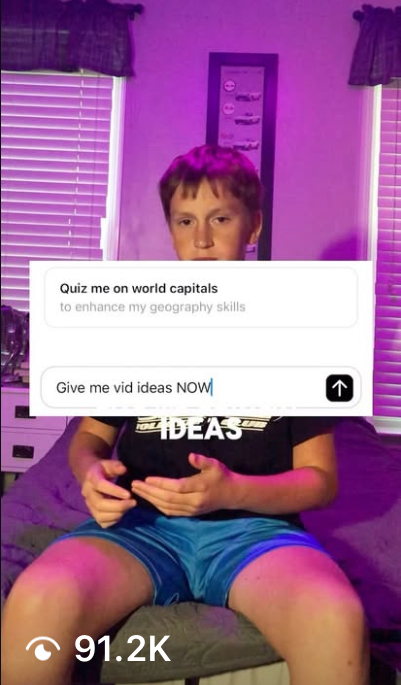 Quiz me on world capitals
to enhance my geography skills
Give me vid ideas NOW
IDEAS
91.2K